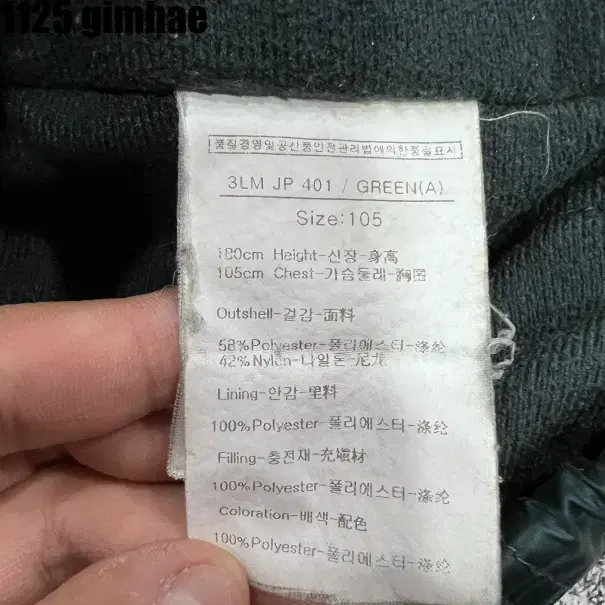 1125 gimhae
품질경영및공산품안전관리법에의한품질표시
3LM JP 401 / GREEN(A)
Size:105
180cm Height-신장-身高
105cm Chest-가슴둘레-胸围
Outshell-겉감-面料
58%Polyester-폴리에스터-涤纶
42%Nylon-나일론-尼龙
Lining-안감-里料
100%Polyester-폴리에스터-涤纶
Filling-충전재-充塡材
100%Polyester-폴리에스터-涤纶
Coloration-배색-配色
100%Polyester-폴리에스터-涤纶